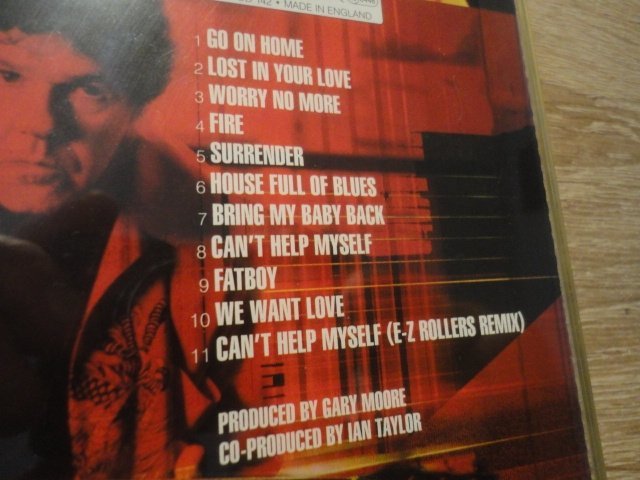 142 • MADE IN ENGLAND
1 GO ON HOME
2 LOST IN YOUR LOVE
3 WORRY NO MORE
4 FIRE
5 SURRENDER
6 HOUSE FULL OF BLUES
7 BRING MY BABY BACK
8 CAN'T HELP MYSELF
9 FATBOY
10 WE WANT LOVE
11 CAN'T HELP MYSELF (E-Z ROLLERS REMIX)
PRODUCED BY GARY MOORE
CO-PRODUCED BY IAN TAYLOR